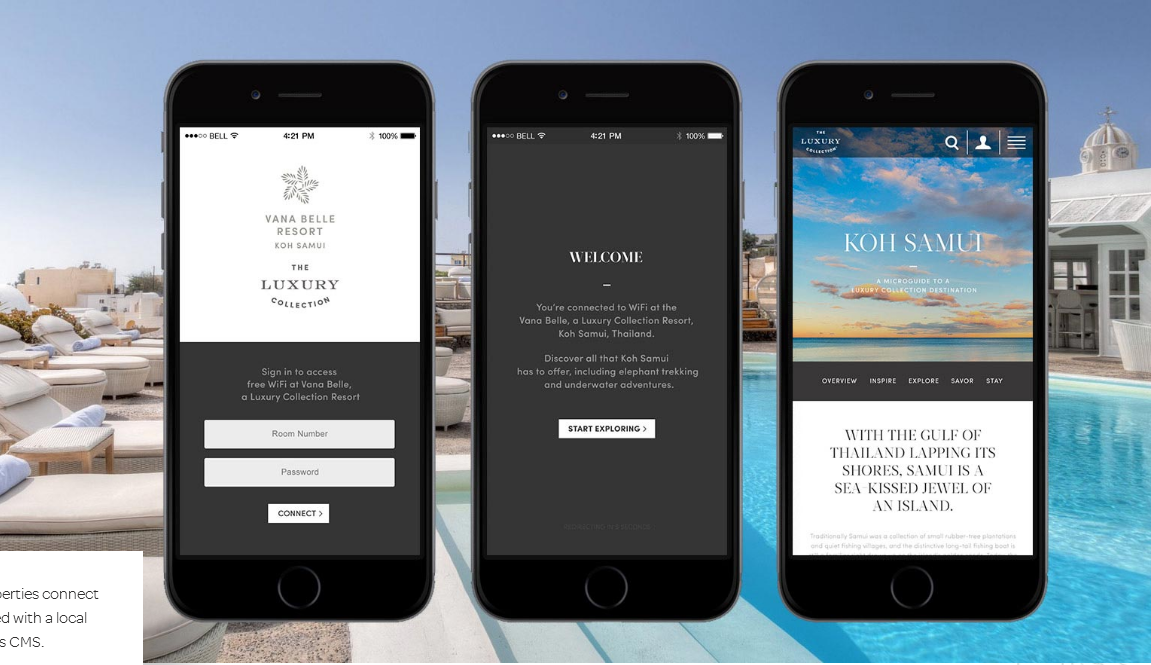 BELL
4:21 PM
100%
VANA BELLE
RESORT
KOH SAMUI
THE
LUXURY
COLLECTION
Sign in to access
free WiFi at Vana Belle,
a Luxury Collection Resort
Room Number
Password
CONNECT >
BELL
4:21 PM
100%
WELCOME
You're connected to WiFi at the
Vana Belle, a Luxury Collection Resort,
Koh Samui, Thailand.
Discover all that Koh Samui
has to offer, including elephant trekking
and underwater adventures.
START EXPLORING >
THE
LUXURY
COLLECTION
KOH SAMUI
A MICROGUIDE TO A
LUXURY COLLECTION DESTINATION
OVERVIEW INSPIRE EXPLORE SAVOR STAY
WITH THE GULF OF
THAILAND LAPPING ITS
SHORES, SAMUI IS A
SEA-KISSED JEWEL OF
AN ISLAND.
Traditionally Samui was a collection of small rubber-tree plantations
and quiet fishing villages, and the distinctive long-tail fishing boat is
perties connect
ed with a local
s CMS.